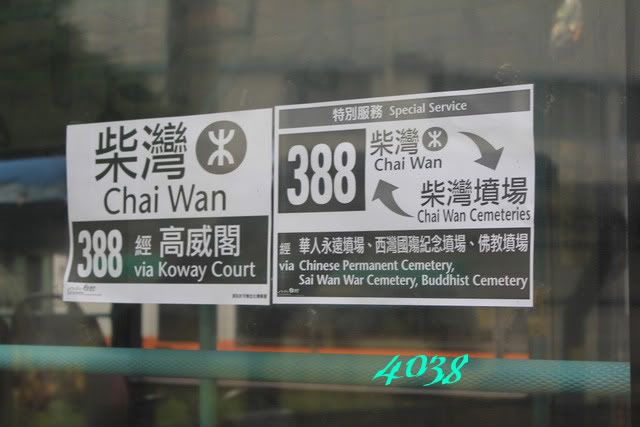 柴灣
Chai Wan
388 經 高威閣
via Koway Court
特別服務 Special Service
388 柴灣
Chai Wan
柴灣墳場
Chai Wan Cemeteries
經 華人永遠墳場、西灣國殤紀念墳場、佛教墳場
via Chinese Permanent Cemetery,
Sai Wan War Cemetery, Buddhist Cemetery
4038